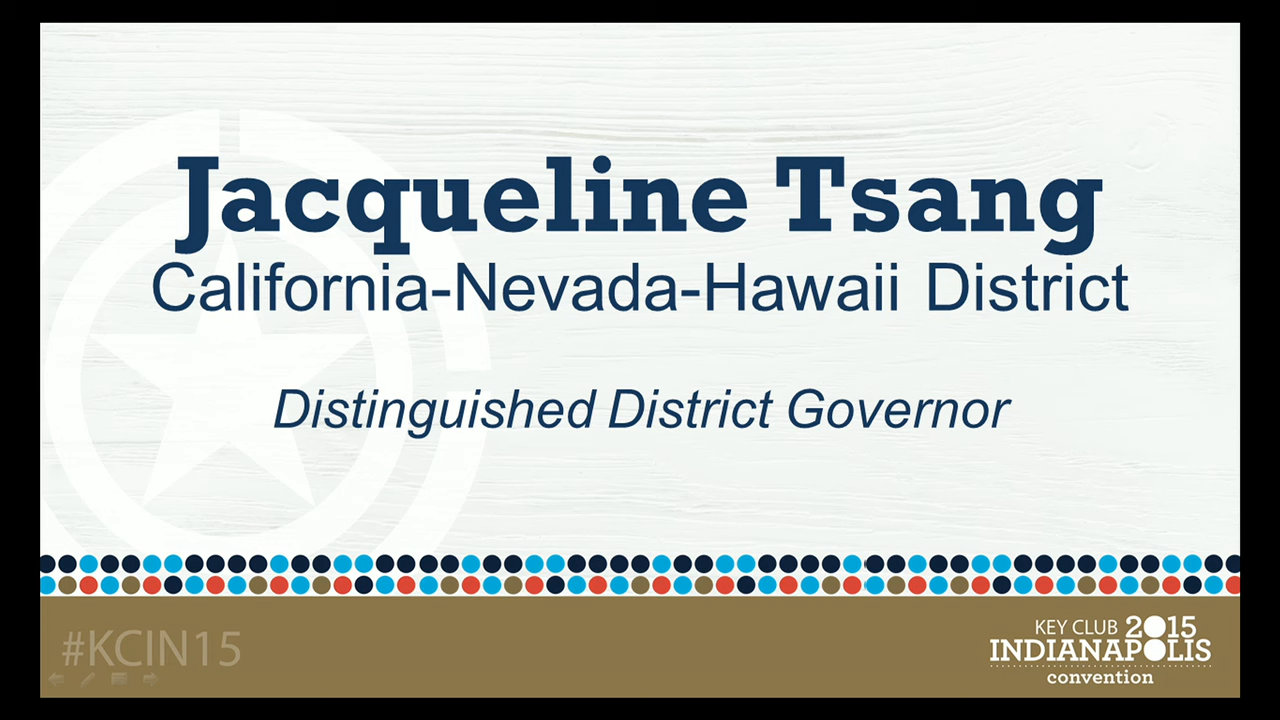 Jacqueline Tsang
California-Nevada-Hawaii District
Distinguished District Governor
#KCIN15
KEY CLUB 2015
INDIANAPOLIS
convention